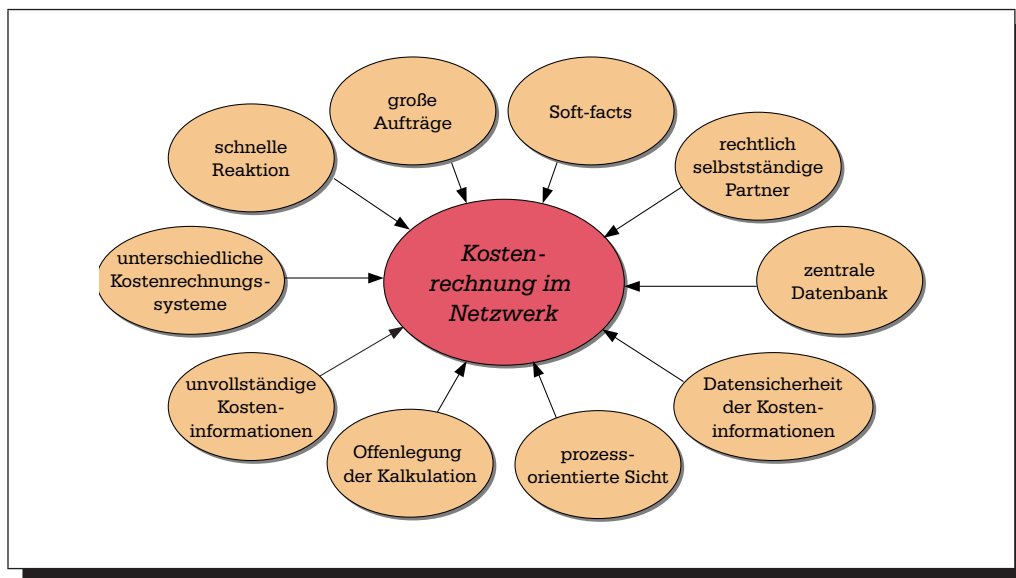 große
Aufträge
Soft-facts
schnelle
Reaktion
rechtlich
selbstständige
Partner
unterschiedliche
Kostenrechnungs-
systeme
Kosten-
rechnung im
Netzwerk
zentrale
Datenbank
unvollständige
Kosten-
informationen
Datensicherheit
der Kosten-
informationen
Offenlegung
der Kalkulation
prozess-
orientierte Sicht